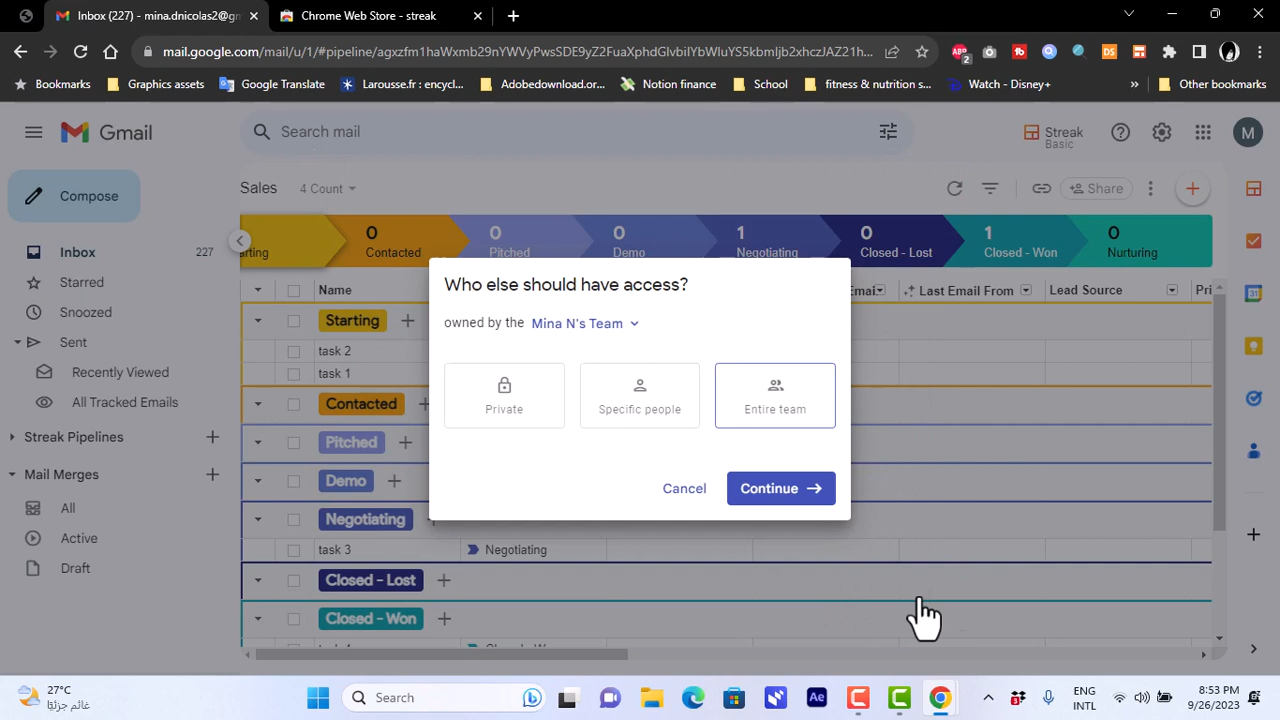 Inbox (227) - mina.dnicolas2@gm
Chrome Web Store - streak
mail.google.com/mail/u/1/#pipeline/agxzfm1haWxmb29nYWVyPwsSDE9yZ2FuaXphdGlvbiIYbWluYS5kbmljb2xhczJAZ21h...
2
Bookmarks
Graphics assets
Google Translate
Larousse.fr : encycl...
Adobedownload.or...
Notion finance
School
fitness & nutrition s...
Watch - Disney+
»
Other bookmarks
Gmail
Search mail
Streak
Basic
M
Compose
Sales
4 Count
Share
Inbox
227
Starred
Snoozed
Sent
Recently Viewed
All Tracked Emails
Streak Pipelines
Mail Merges
All
Active
Draft
rting
0
Contacted
0
Pitched
0
Demo
1
Negotiating
0
Closed - Lost
1
Closed - Won
0
Nurturing
Name
Emai
Last Email From
Lead Source
Pri
Starting
task 2
task 1
Contacted
Pitched
Demo
Negotiating
task 3
Negotiating
Closed - Lost
Closed - Won
Who else should have access?
owned by the Mina N's Team
Private
Specific people
Entire team
Cancel
Continue
27°C
غائم جزئيًا
Search
Ae
ENG
INTL
8:53 PM
9/26/2023